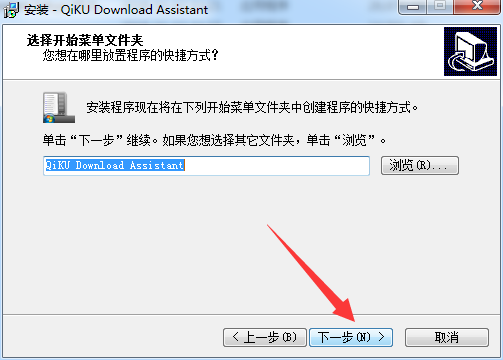 安装 - QiKU Download Assistant
选择开始菜单文件夹
您想在哪里放置程序的快捷方式?
安装程序现在将在下列开始菜单文件夹中创建程序的快捷方式。
单击“下一步”继续。如果您想选择其它文件夹，单击“浏览”。
QiKU Download Assistant
浏览(R)...
< 上一步(B)
下一步(N) >
取消